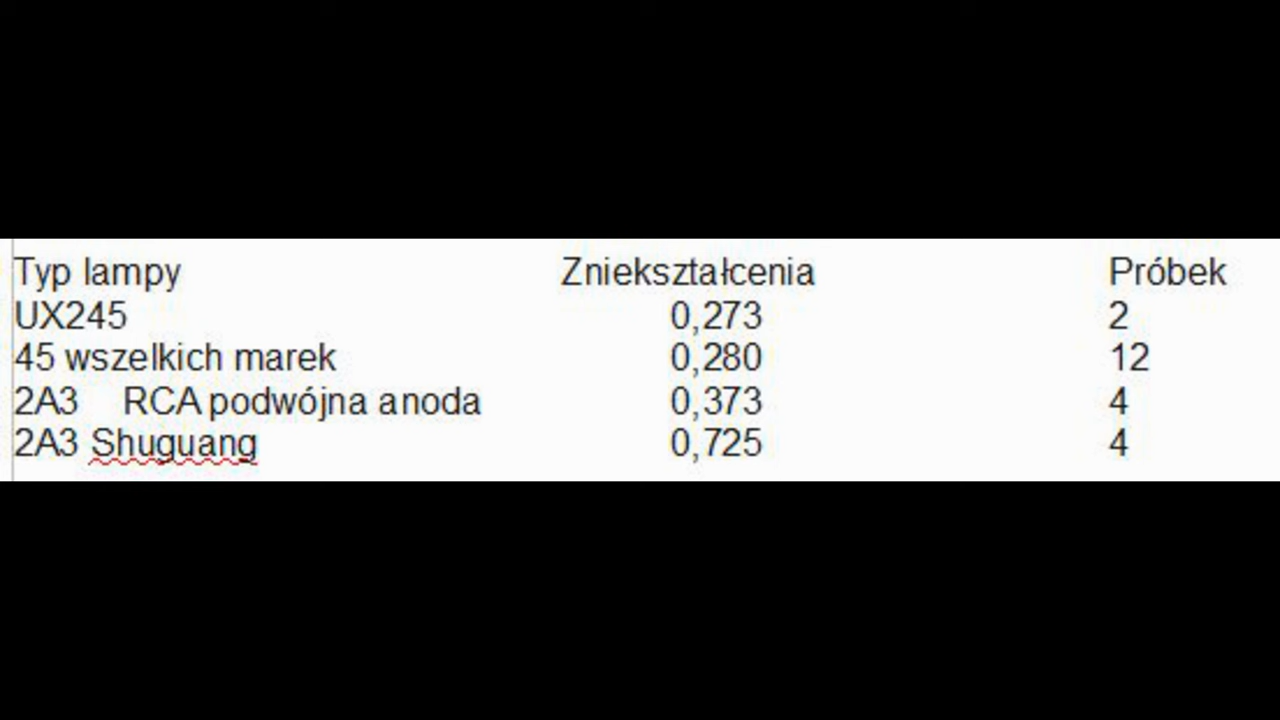 Typ lampy Zniekształcenia Próbek
UX245 0,273 2
45 wszelkich marek 0,280 12
2A3 RCA podwójna anoda 0,373 4
2A3 Shuguang 0,725 4